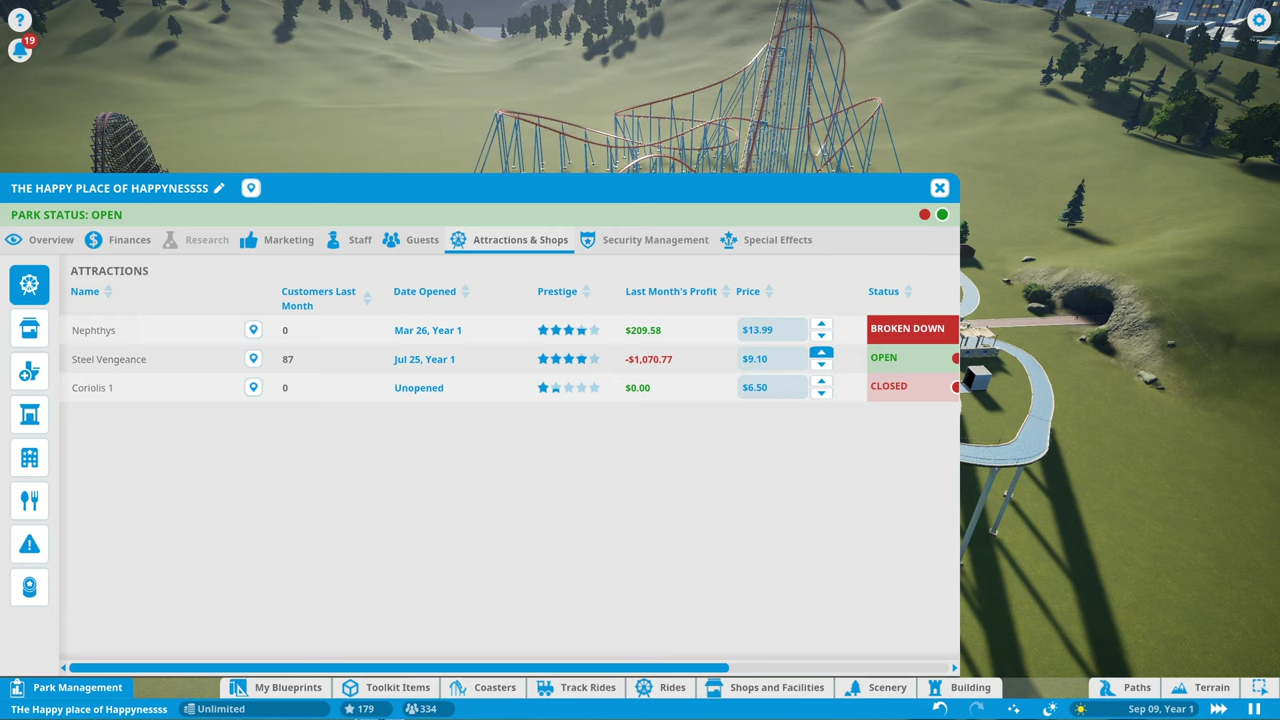 ?
19
THE HAPPY PLACE OF HAPPYNESSSS
PARK STATUS: OPEN
Overview Finances Research Marketing Staff Guests Attractions & Shops Security Management Special Effects
ATTRACTIONS
Name Customers Last Month Date Opened Prestige Last Month's Profit Price Status
Nephthys 0 Mar 26, Year 1 $209.58 $13.99 BROKEN DOWN
Steel Vengeance 87 Jul 25, Year 1 -$1,070.77 $9.10 OPEN
Coriolis 1 0 Unopened $0.00 $6.50 CLOSED
Park Management My Blueprints Toolkit Items Coasters Track Rides Rides Shops and Facilities Scenery Building Paths Terrain
The Happy place of Happynessss Unlimited 179 334 Sep 09, Year 1